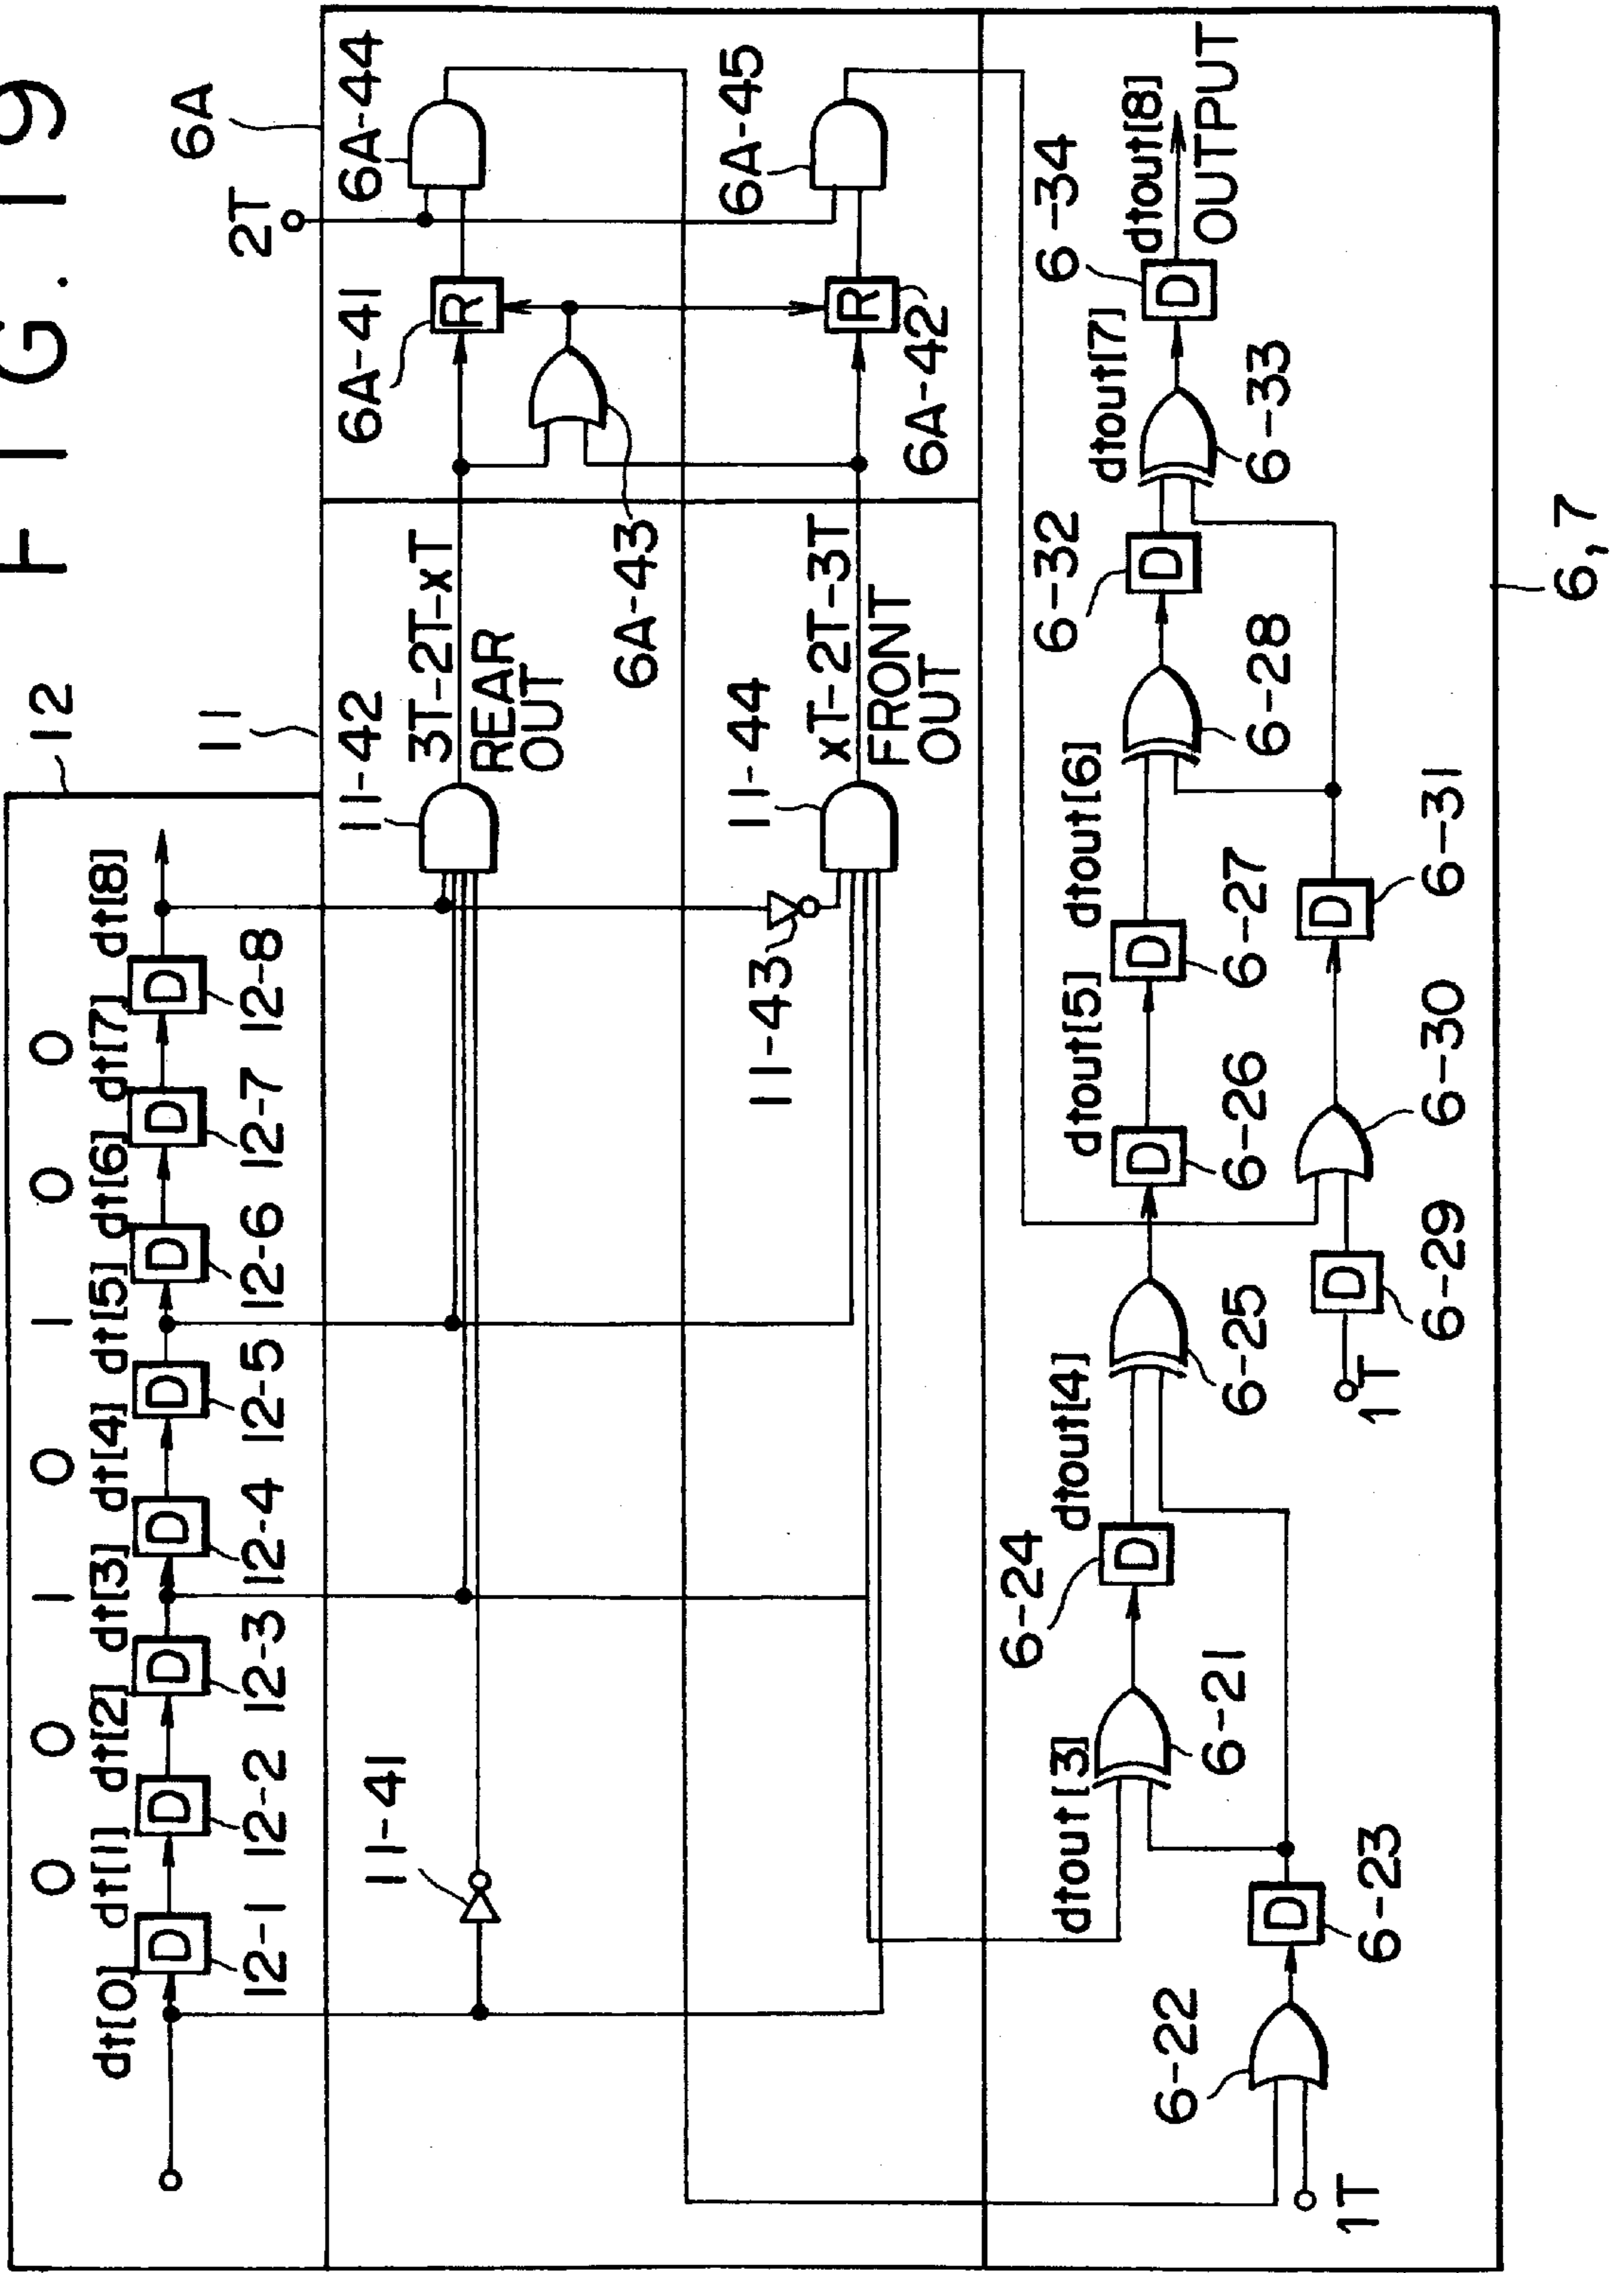 FIG. 19
12
0 0 1 0 1 0 0
dt[0] dt[1] dt[2] dt[3] dt[4] dt[5] dt[6] dt[7] dt[8]
D D D D D D D D
12-1 12-2 12-3 12-4 12-5 12-6 12-7 12-8
11
6A
2T
11-41
11-42
3T-2T-xT
REAR
OUT
6A-41
R
6A-44
6A-43
11-43
11-44
xT-2T-3T
FRONT
OUT
R
6A-42
6A-45
dtout[3]
6-21
6-24
D
dtout[4]
6-25
dtout[5]
D
6-26
D
6-27
dtout[6]
6-28
6-32
D
dtout[7]
6-33
6-34
D
dtout[8]
OUTPUT
1T
6-22
D
6-23
1T
D
6-29
6-30
D
6-31
6,7